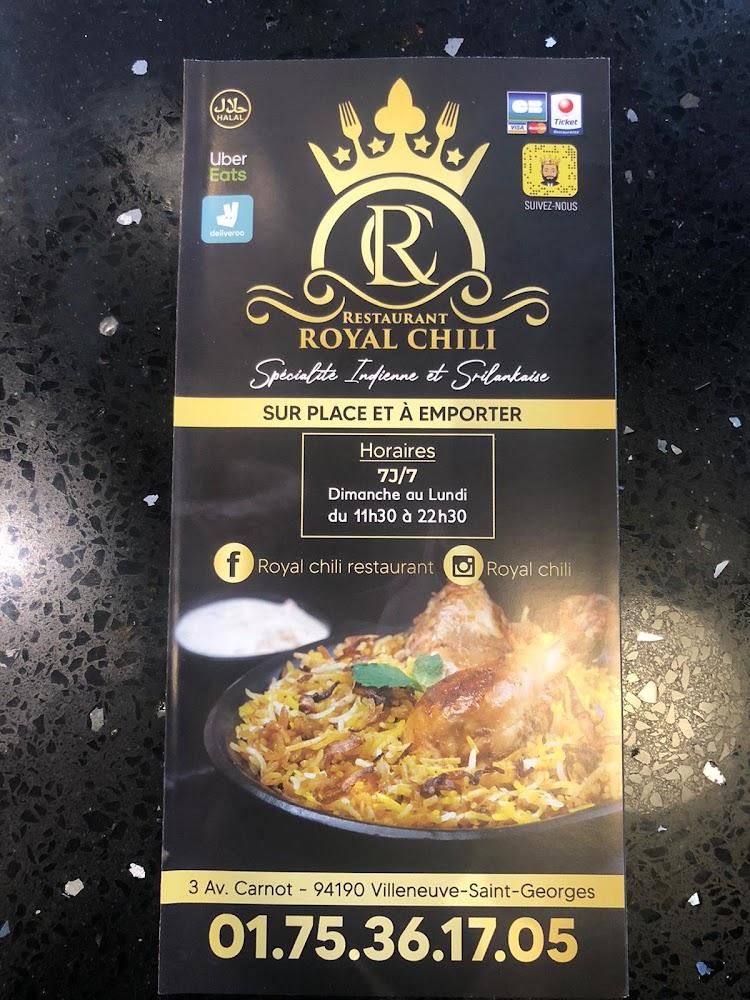 حلال
HALAL
Uber
Eats
deliveroo
CB
VISA
Ticket
Restaurant
SUIVEZ-NOUS
RC
RESTAURANT
ROYAL CHILI
Spécialité Indienne et Srilankaise
SUR PLACE ET À EMPORTER
Horaires
7J/7
Dimanche au Lundi
du 11h30 à 22h30
f Royal chili restaurant
Royal chili
3 Av. Carnot - 94190 Villeneuve-Saint-Georges
01.75.36.17.05